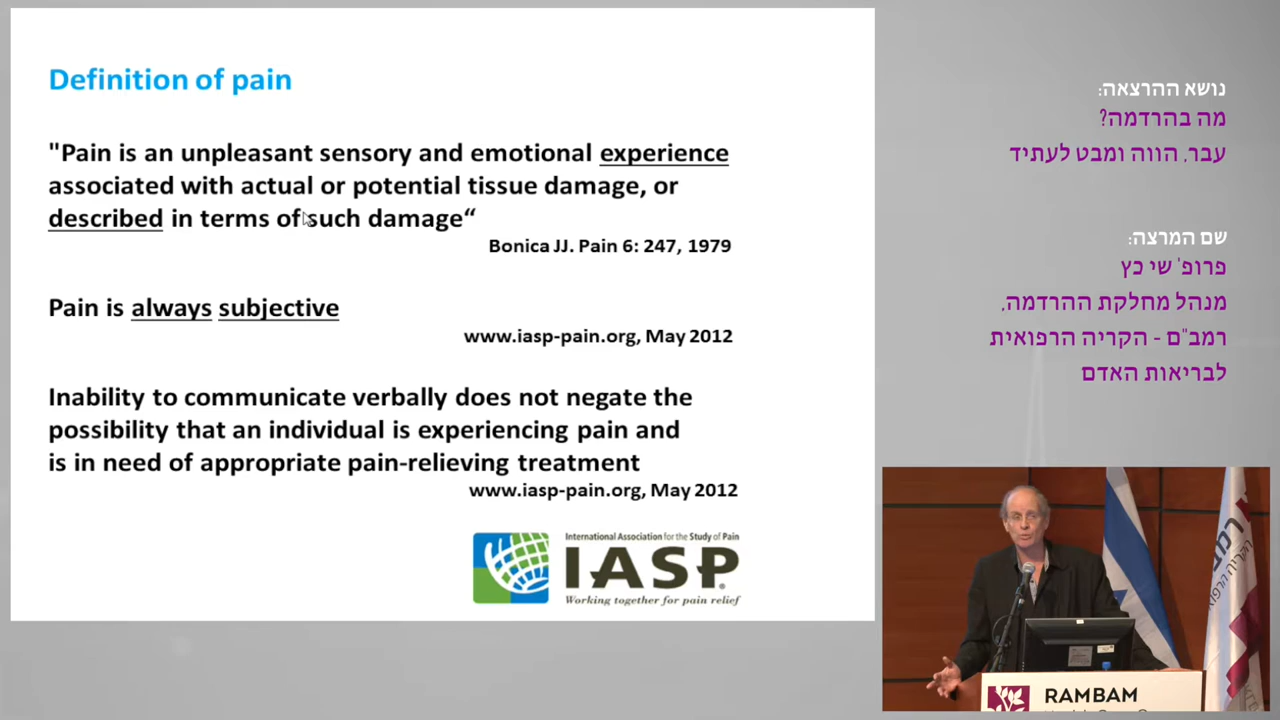 Definition of pain
"Pain is an unpleasant sensory and emotional experience
associated with actual or potential tissue damage, or
described in terms of such damage“
Bonica JJ. Pain 6: 247, 1979
Pain is always subjective
www.iasp-pain.org, May 2012
Inability to communicate verbally does not negate the
possibility that an individual is experiencing pain and
is in need of appropriate pain-relieving treatment
www.iasp-pain.org, May 2012
International Association for the Study of Pain
IASP
Working together for pain relief
נושא ההרצאה:
מה בהרדמה?
עבר, הווה ומבט לעתיד
שם המרצה:
פרופ' שי כץ
מנהל מחלקת ההרדמה,
רמב"ם - הקריה הרפואית
לבריאות האדם
RAMBAM